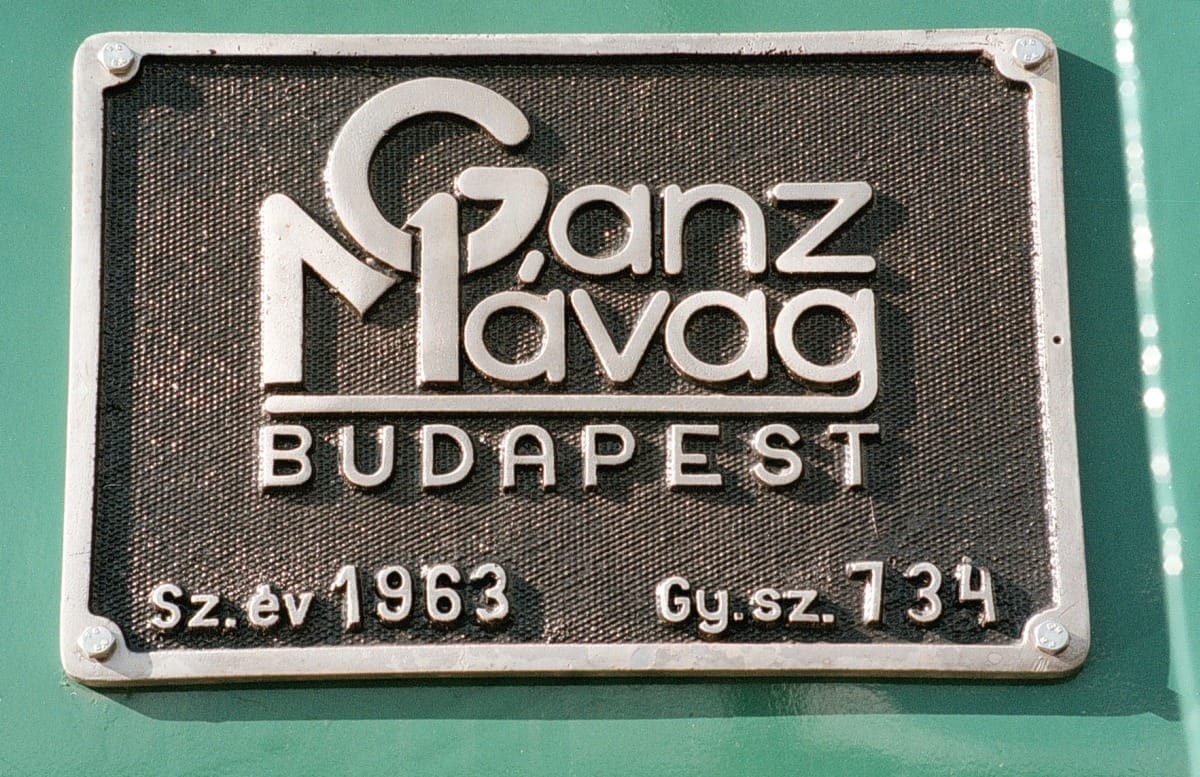 Ganz
Mávag
BUDAPEST
Sz. év 1963 Gy.sz. 734